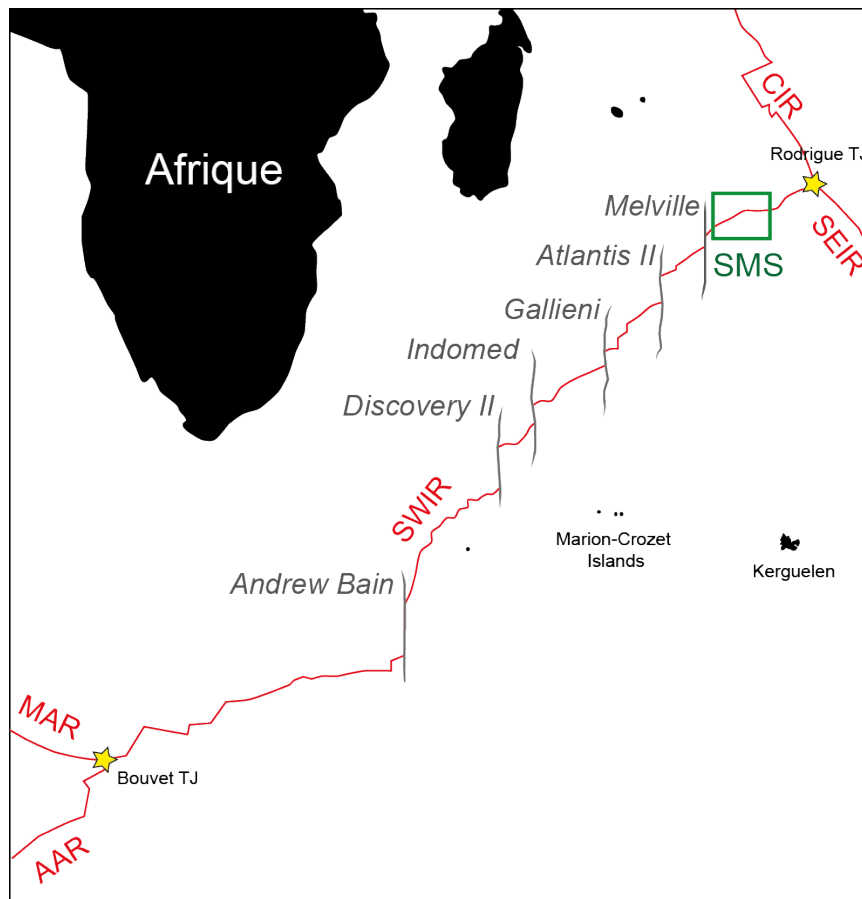 CIR
Rodrigue TJ
Afrique
Melville
SEIR
Atlantis II
SMS
Gallieni
Indomed
Discovery II
SWIR
Marion-Crozet
Islands
Kerguelen
Andrew Bain
MAR
Bouvet TJ
AAR